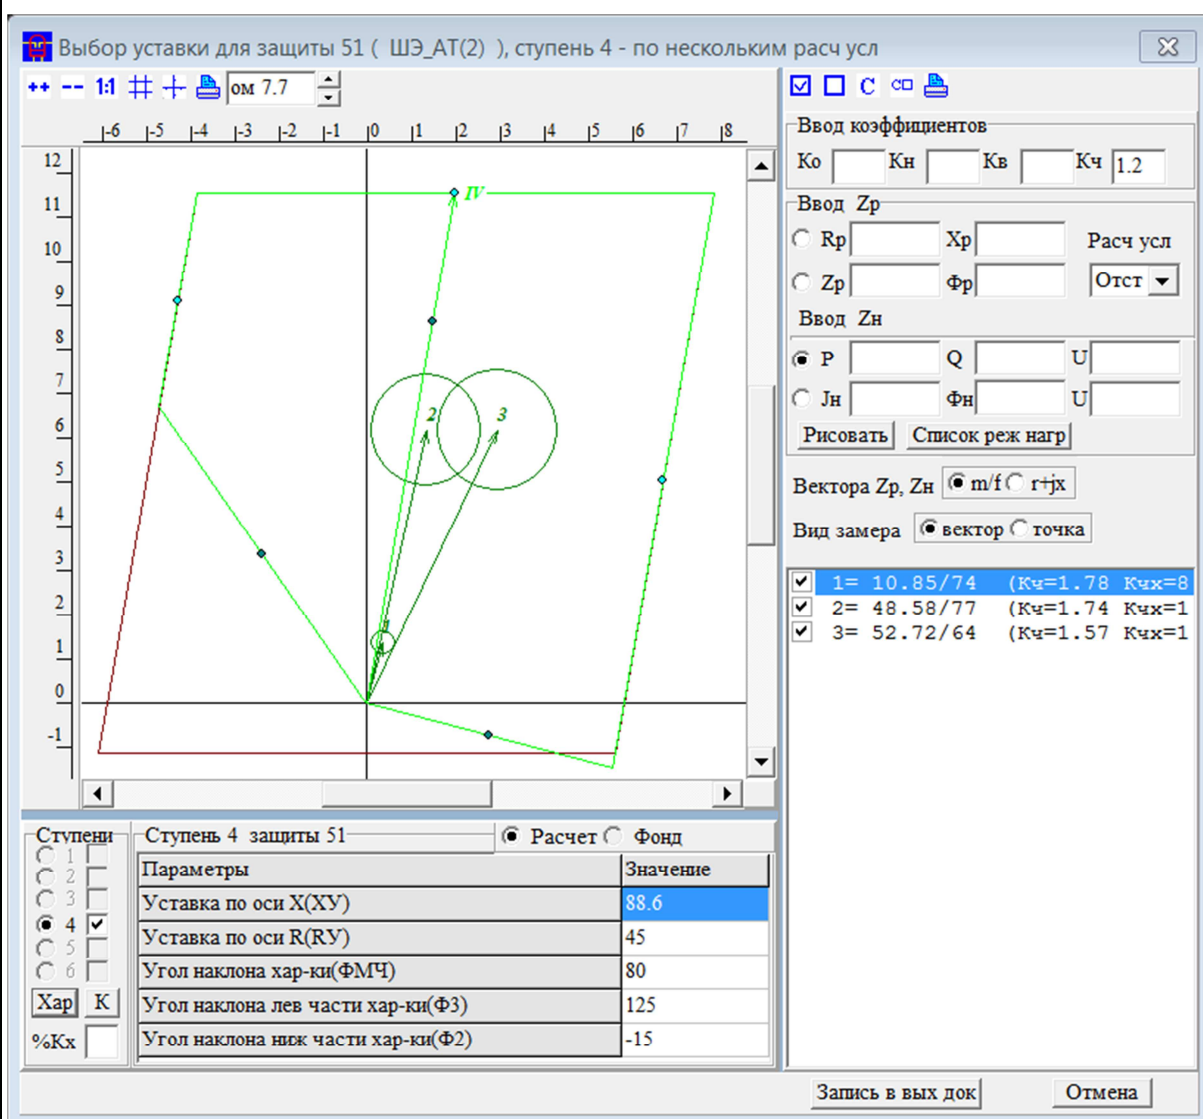 Выбор уставки для защиты 51 ( ШЭ_АТ(2) ), ступень 4 - по нескольким расч усл
++ -- 1:1 ом 7.7
-6 -5 -4 -3 -2 -1 0 1 2 3 4 5 6 7 8
12
11
10
9
8
7
6
5
4
3
2
1
0
-1
IV
2 3
1
C
Ввод коэффициентов
Ко Кн Кв Кч 1.2
Ввод Zр
Rр Xр Расч усл
Zр Фр Отст
Ввод Zн
P Q U
Jн Фн U
Рисовать Список реж нагр
Вектора Zр, Zн m/f r+jx
Вид замера вектор точка
1= 10.85/74 (Кч=1.78 Кчх=8
2= 48.58/77 (Кч=1.74 Кчх=1
3= 52.72/64 (Кч=1.57 Кчх=1
Ступени
1
2
3
4
5
6
Хар К
%Кх
Ступень 4 защиты 51 Расчет Фонд
Параметры Значение
Уставка по оси X(ХУ) 88.6
Уставка по оси R(RУ) 45
Угол наклона хар-ки(ФМЧ) 80
Угол наклона лев части хар-ки(Ф3) 125
Угол наклона ниж части хар-ки(Ф2) -15
Запись в вых док Отмена